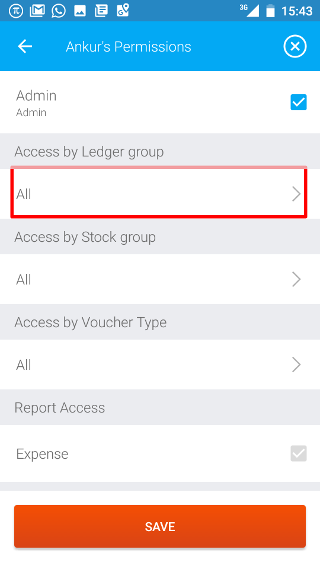 3G 15:43
Ankur's Permissions
Admin
Admin
Access by Ledger group
All
Access by Stock group
All
Access by Voucher Type
All
Report Access
Expense
SAVE